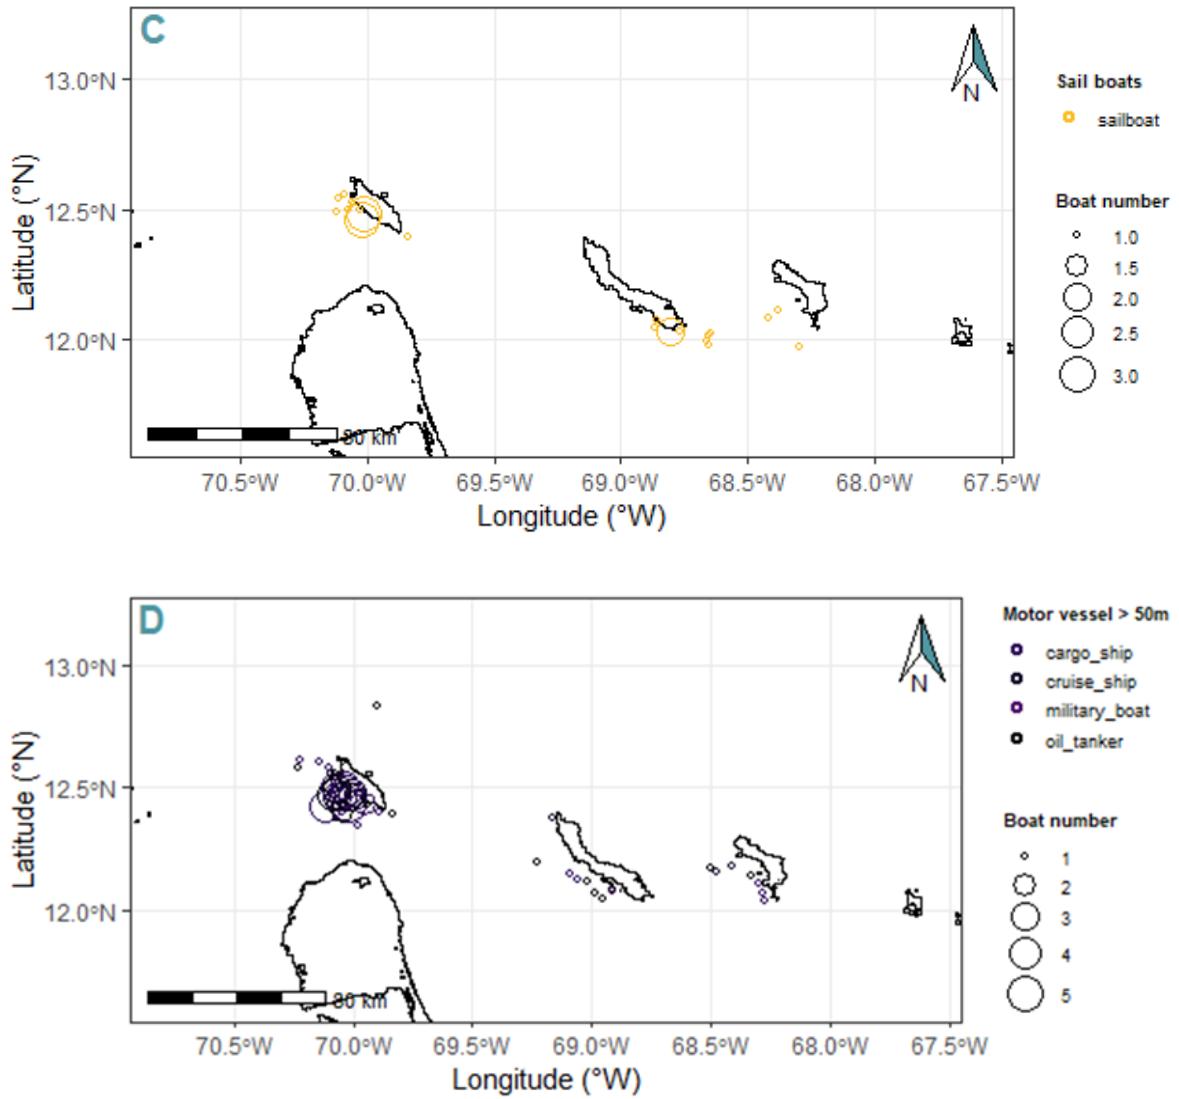 C
13.0°N
12.5°N
12.0°N
Latitude (°N)
N
80 km
70.5°W 70.0°W 69.5°W 69.0°W 68.5°W 68.0°W 67.5°W
Longitude (°W)
Sail boats
sailboat
Boat number
1.0
1.5
2.0
2.5
3.0
D
13.0°N
12.5°N
12.0°N
Latitude (°N)
N
80 km
70.5°W 70.0°W 69.5°W 69.0°W 68.5°W 68.0°W 67.5°W
Longitude (°W)
Motor vessel > 50m
cargo_ship
cruise_ship
military_boat
oil_tanker
Boat number
1
2
3
4
5